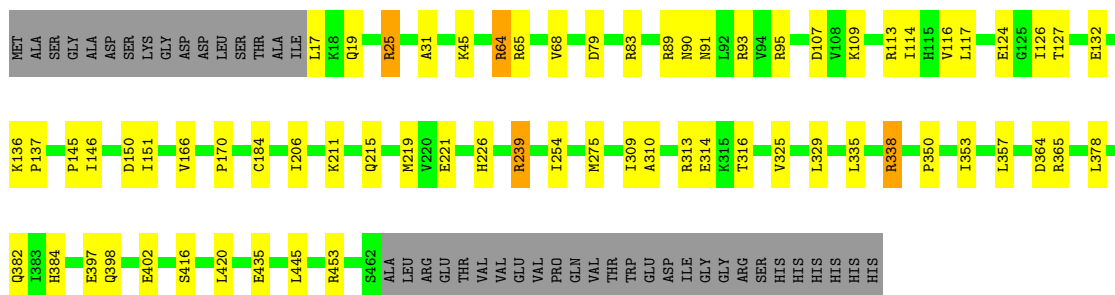 MET ALA SER GLY ALA ASP SER LYS GLY ASP ASP LEU SER THR ALA ILE L17 K18 Q19 R25 A31 K45 R64 R65 V68 D79 R83 R89 N90 N91 L92 R93 V94 R95 D107 V108 K109 R113 I114 H115 V116 L117 E124 G125 I126 T127 E132
K136 P137 P145 I146 D150 I151 V166 P170 C184 I206 K211 Q215 M219 V220 E221 H226 R239 I254 M275 I309 A310 R313 E314 K315 T316 V325 L329 L335 R338 P350 I353 L357 D364 R365 L378
Q382 I383 H384 E397 Q398 E402 S416 L420 E435 L445 R453 S462 ALA LEU ARG GLU THR VAL VAL GLU VAL PRO GLN VAL THR TRP GLU ASP ILE GLY GLY ARG SER HIS HIS HIS HIS HIS HIS